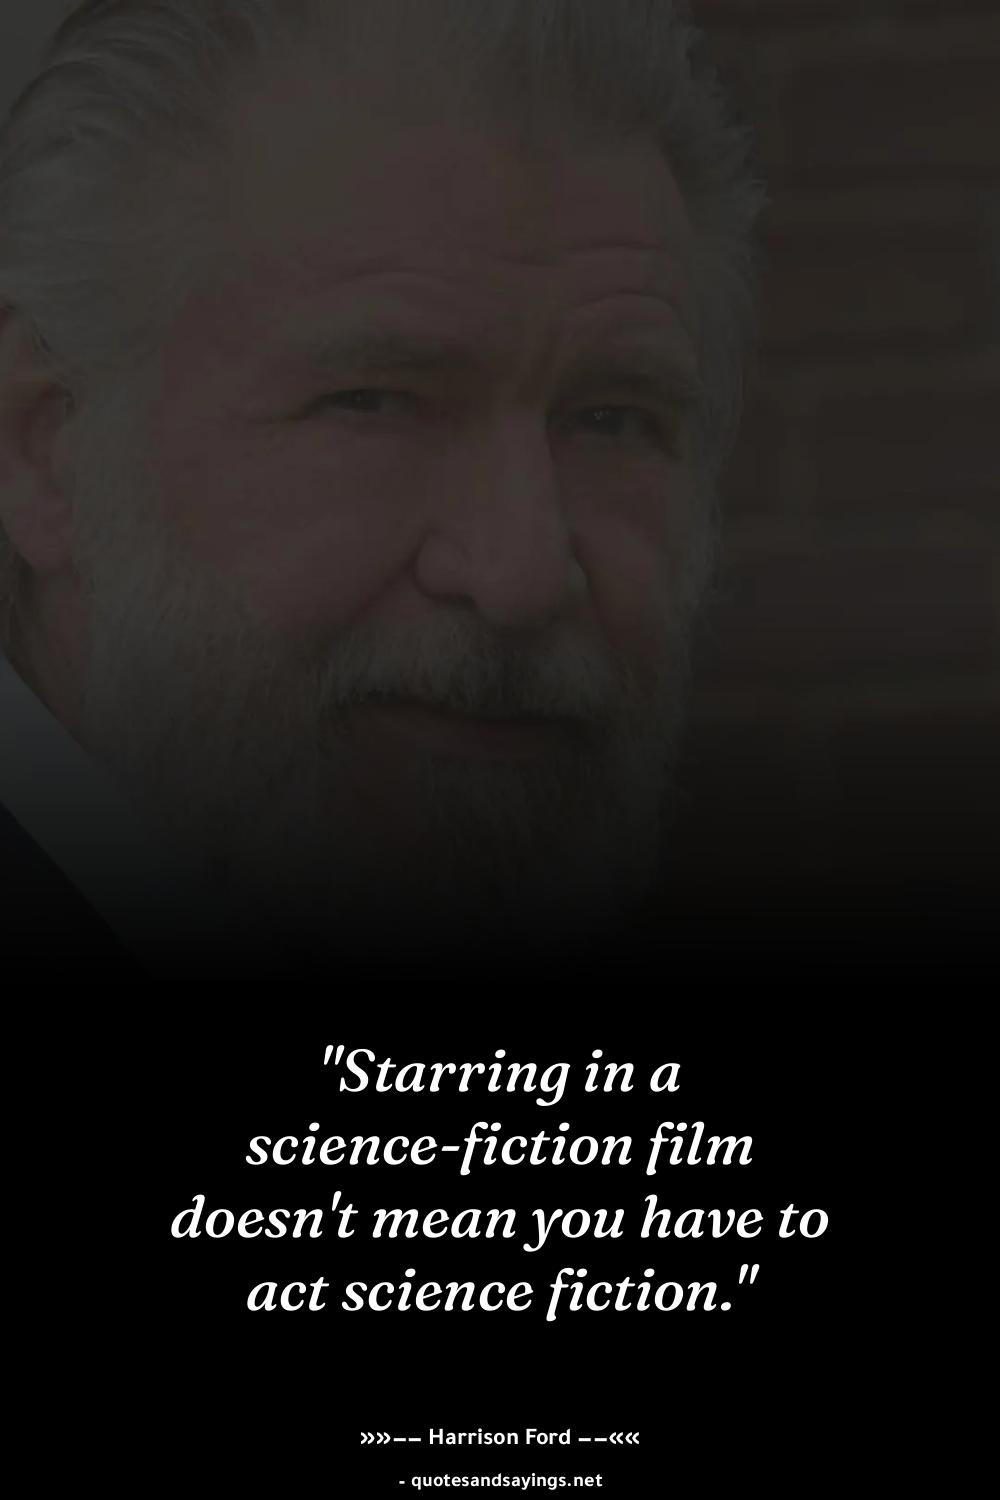 "Starring in a
science-fiction film
doesn't mean you have to
act science fiction."
»»−− Harrison Ford −−««
- quotesandsayings.net